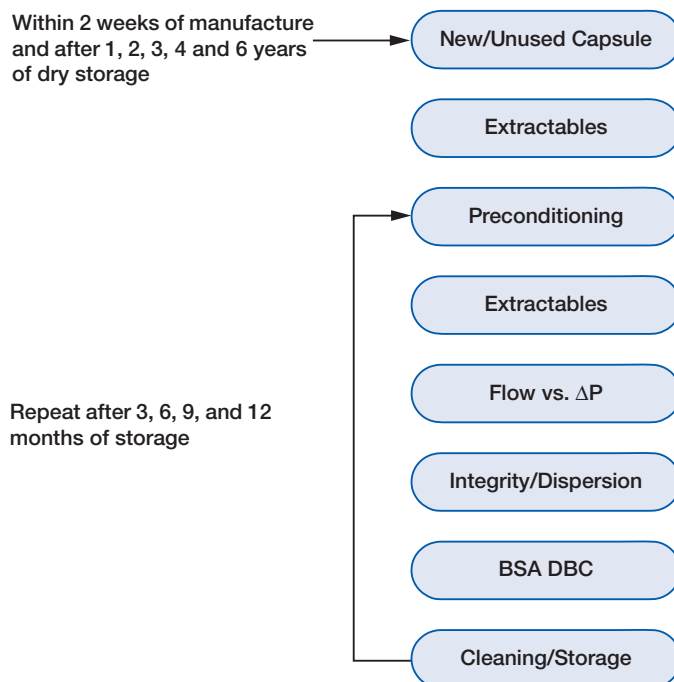 Within 2 weeks of manufacture
and after 1, 2, 3, 4 and 6 years
of dry storage
New/Unused Capsule
Extractables
Preconditioning
Extractables
Flow vs. ΔP
Repeat after 3, 6, 9, and 12
months of storage
Integrity/Dispersion
BSA DBC
Cleaning/Storage